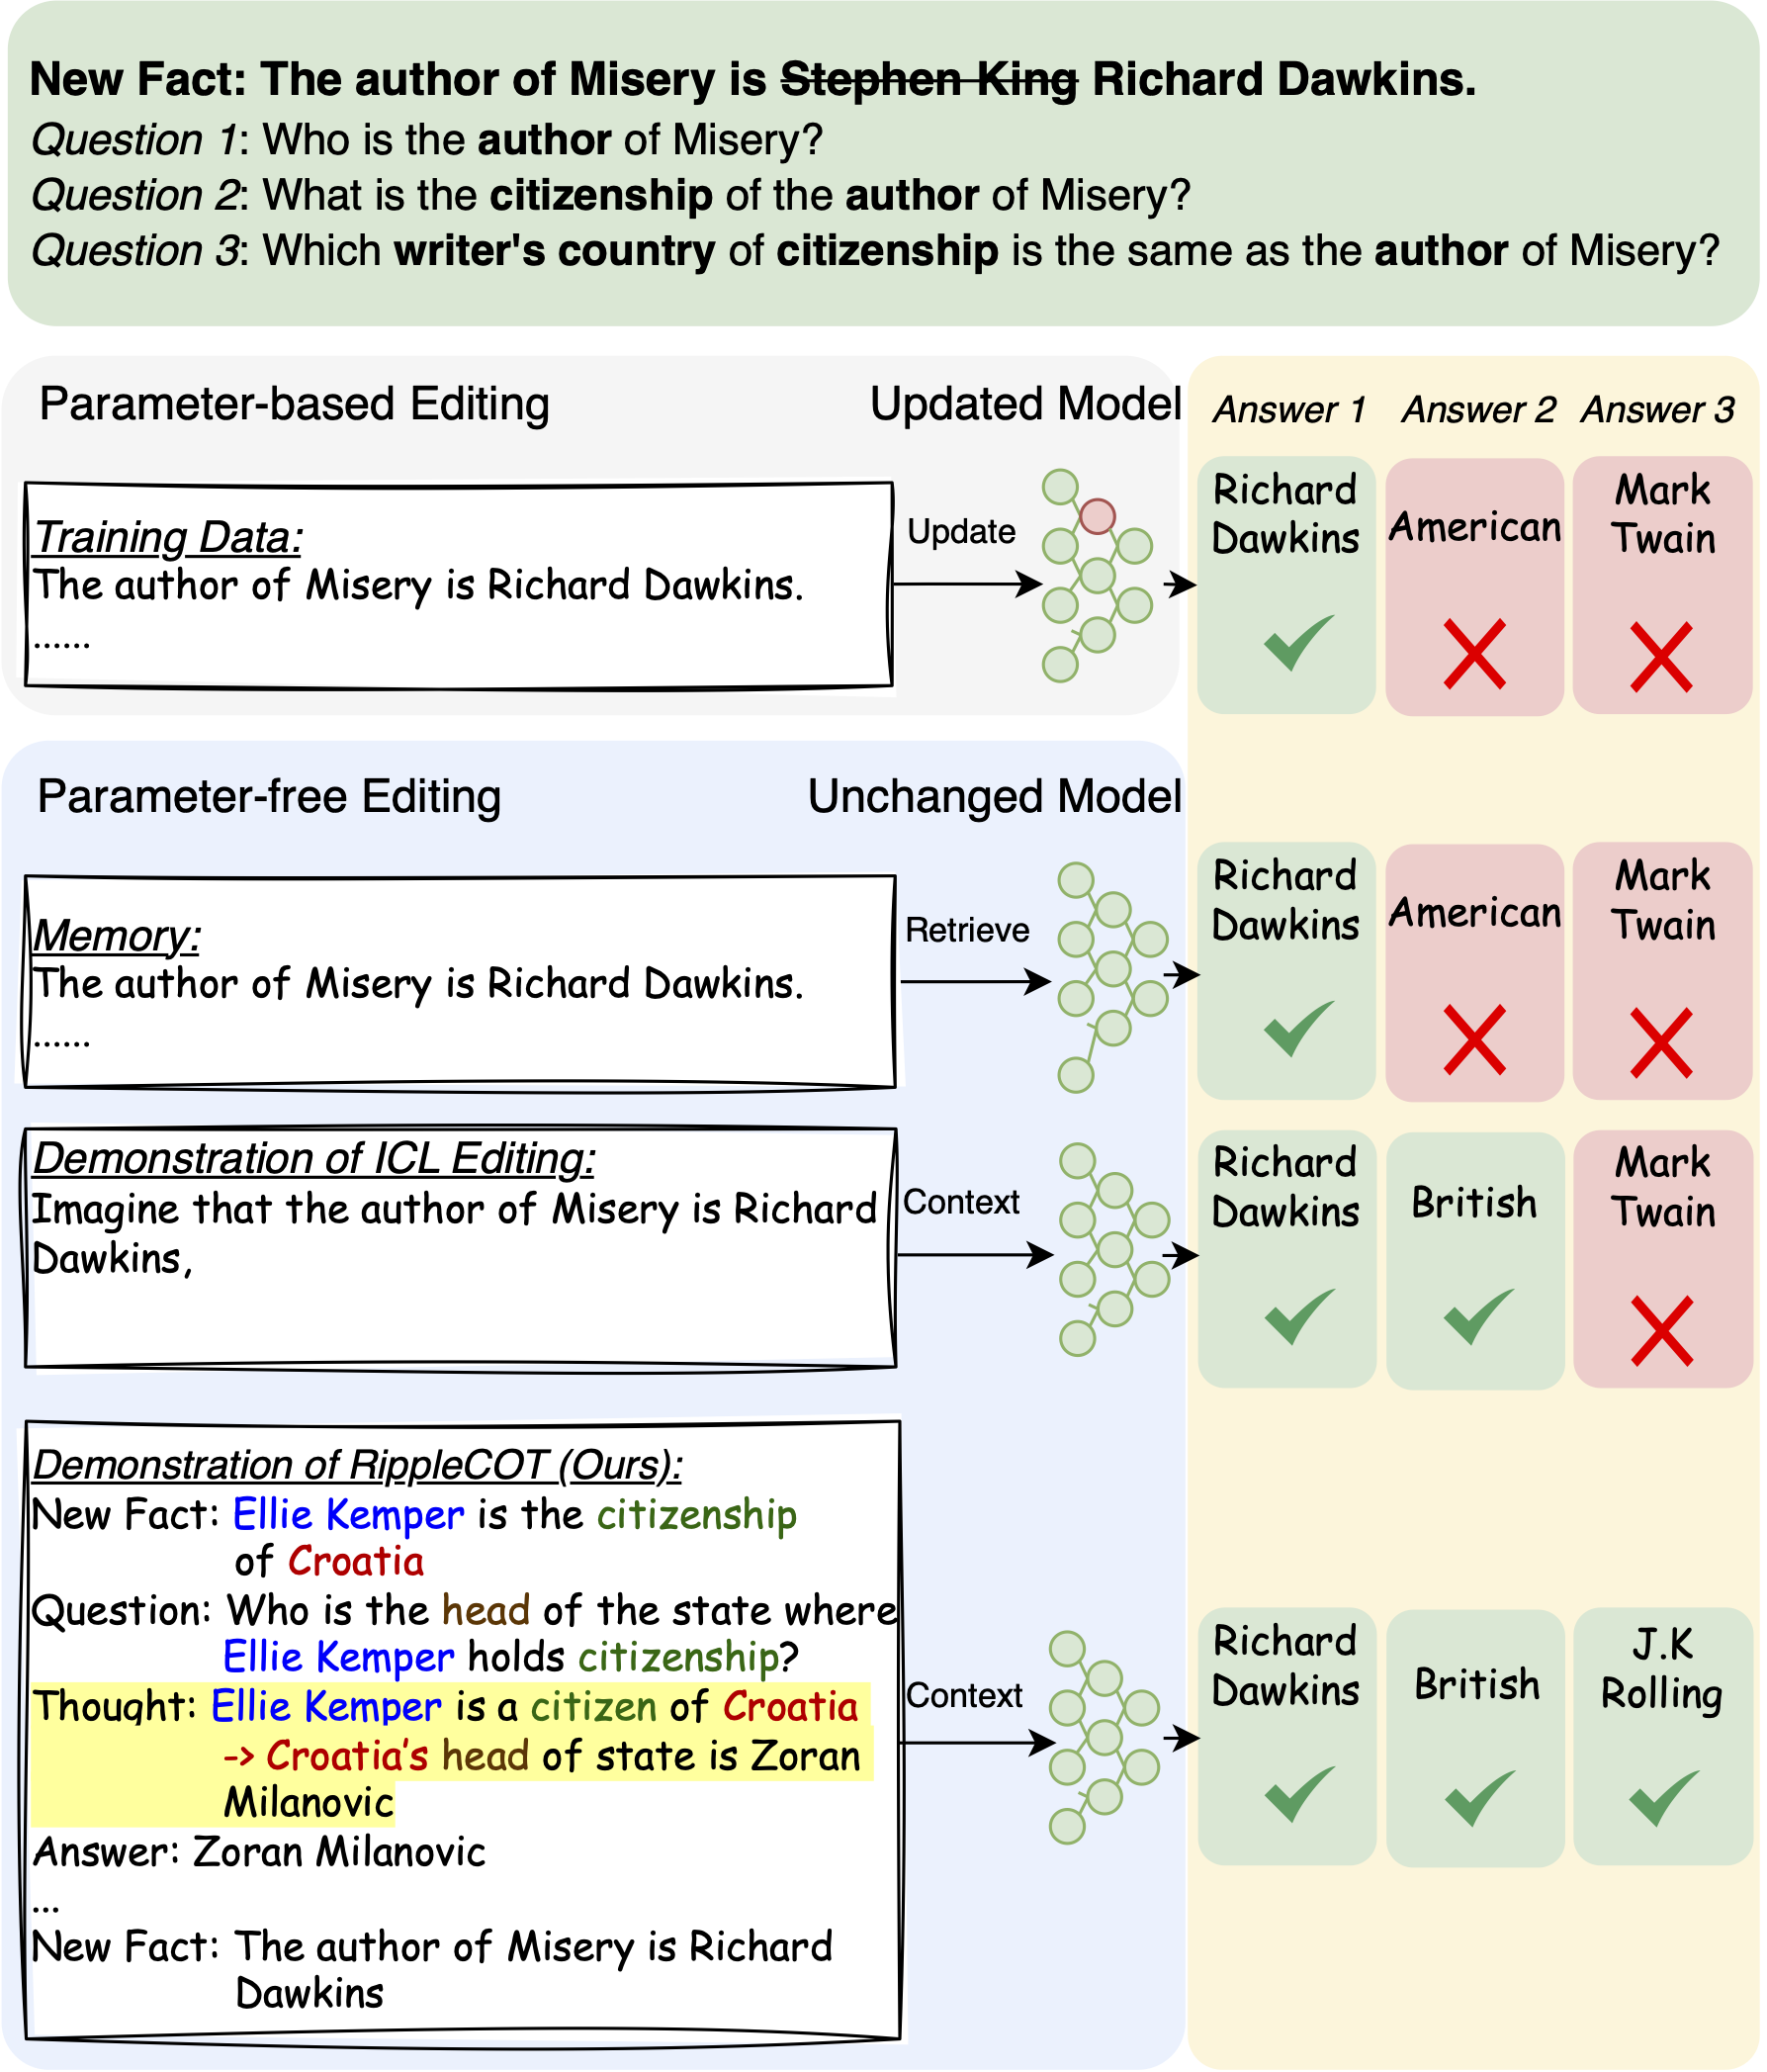 New Fact: The author of Misery is Stephen King Richard Dawkins.
Question 1: Who is the author of Misery?
Question 2: What is the citizenship of the author of Misery?
Question 3: Which writer's country of citizenship is the same as the author of Misery?
Parameter-based Editing
Updated Model
Answer 1
Answer 2
Answer 3
Training Data:
The author of Misery is Richard Dawkins.
......
Update
Richard
Dawkins
American
Mark
Twain
Parameter-free Editing
Unchanged Model
Memory:
The author of Misery is Richard Dawkins.
......
Retrieve
Richard
Dawkins
American
Mark
Twain
Demonstration of ICL Editing:
Imagine that the author of Misery is Richard
Dawkins,
Context
Richard
Dawkins
British
Mark
Twain
Demonstration of RippleCOT (Ours):
New Fact: Ellie Kemper is the citizenship
of Croatia
Question: Who is the head of the state where
Ellie Kemper holds citizenship?
Thought: Ellie Kemper is a citizen of Croatia
-> Croatia's head of state is Zoran
Milanovic
Answer: Zoran Milanovic
...
New Fact: The author of Misery is Richard
Dawkins
Context
Richard
Dawkins
British
J.K
Rolling